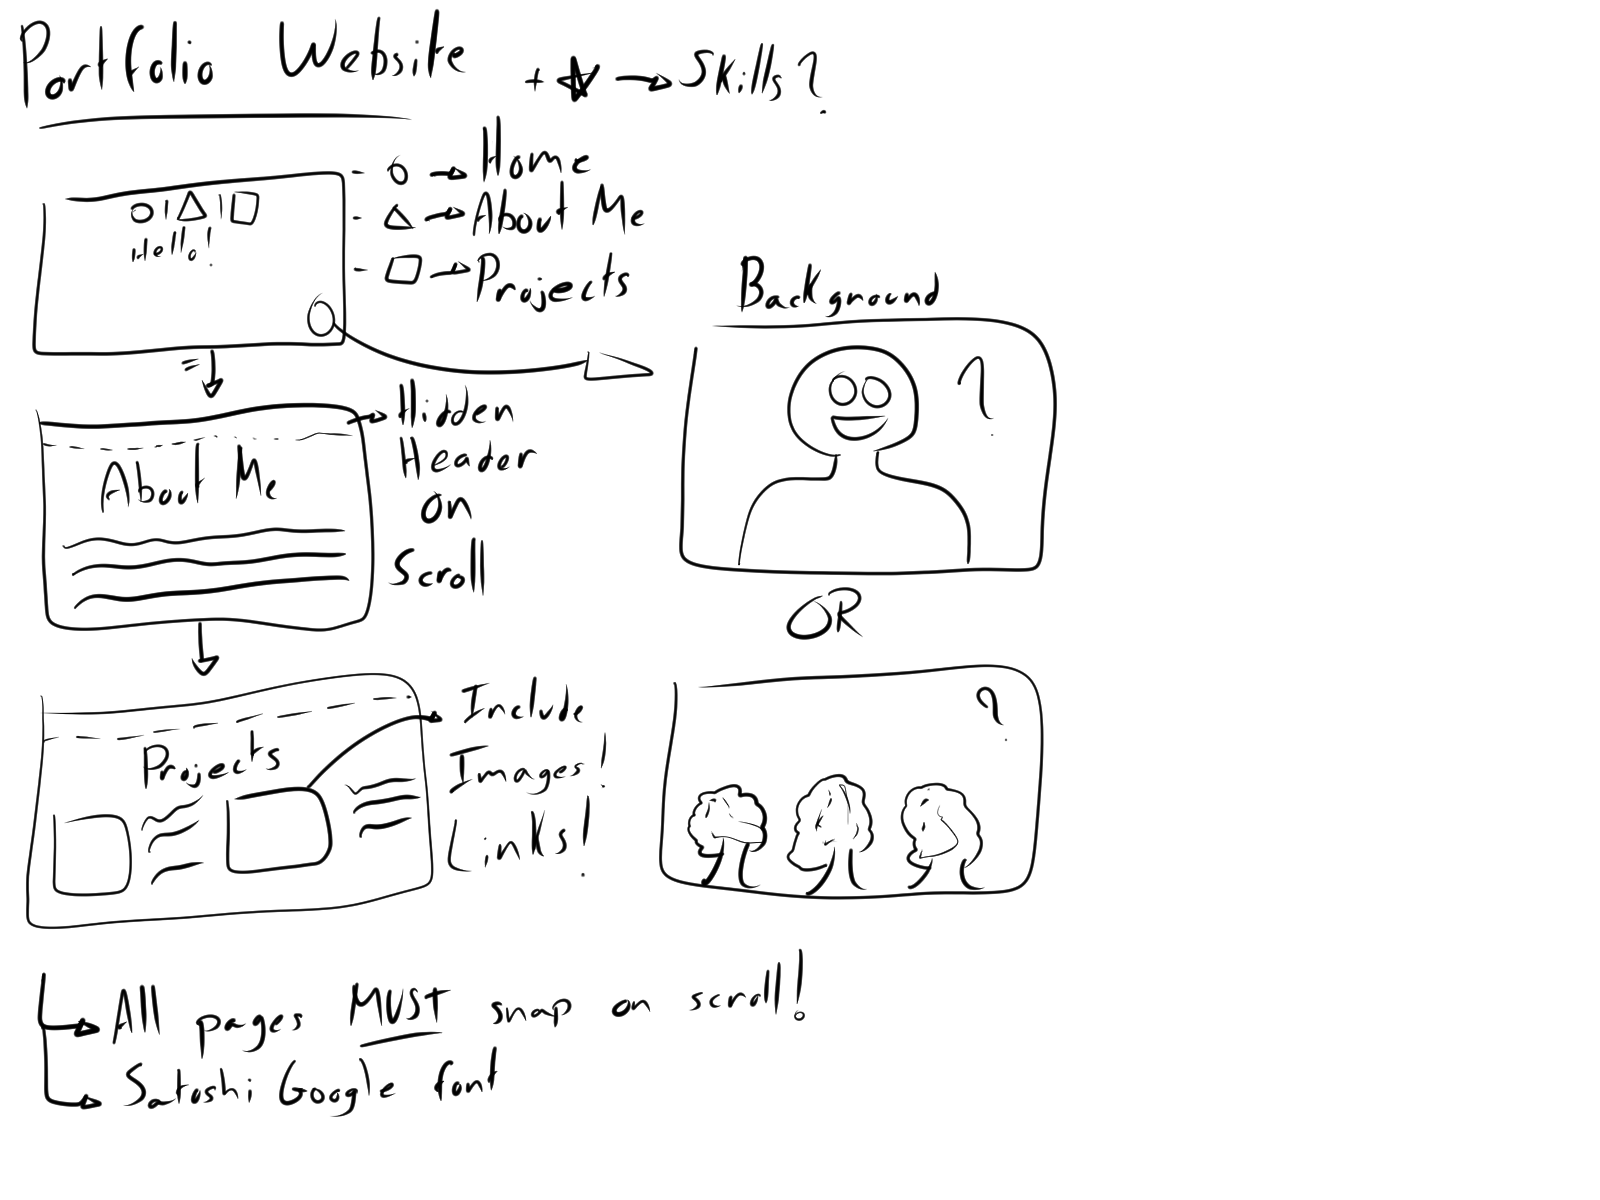 Portfolio Website
+ ☆ → Skills?
- ○ → Home
- △ → About Me
- □ → Projects
○ | △ | □
Hello!
Background
?
OR
?
Hidden
Header
on
Scroll
About Me
Projects
Include
Images!
Links!
All pages MUST snap on scroll!
Satoshi Google font